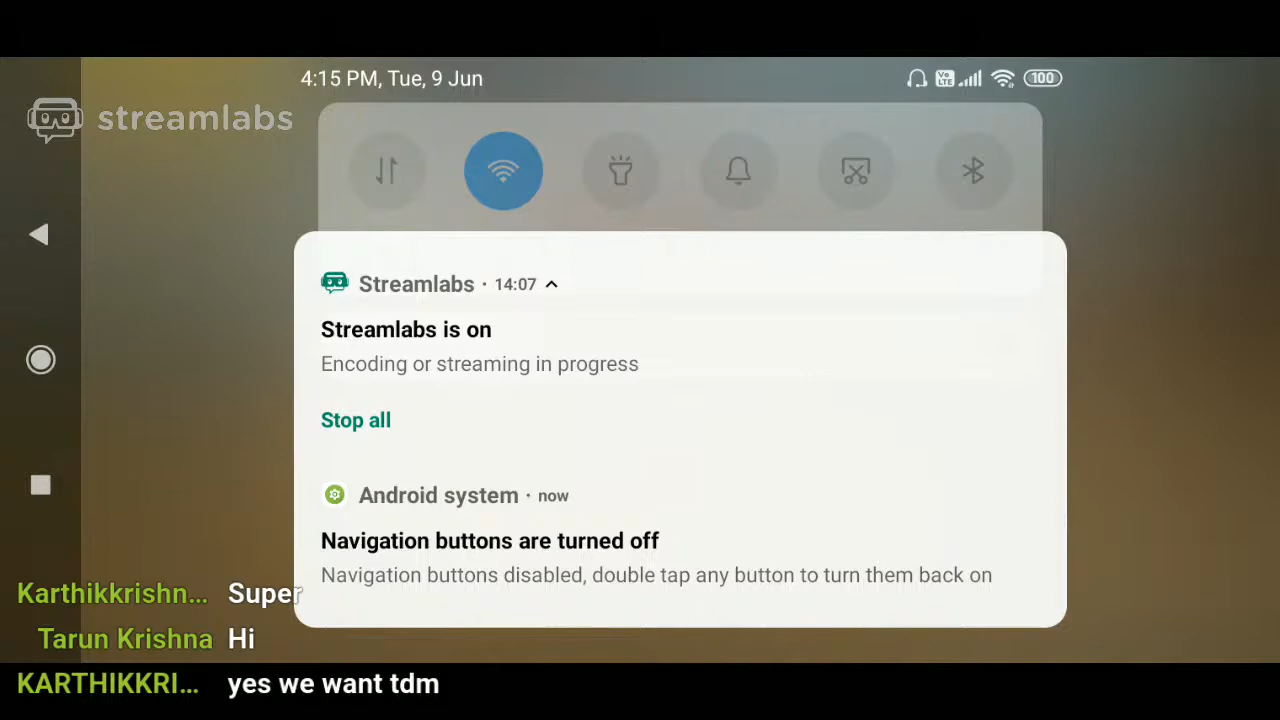 4:15 PM, Tue, 9 Jun
Vo LTE 100
streamlabs
Streamlabs · 14:07
Streamlabs is on
Encoding or streaming in progress
Stop all
Android system · now
Navigation buttons are turned off
Navigation buttons disabled, double tap any button to turn them back on
Karthikkrishn... Super
Tarun Krishna Hi
KARTHIKKRI... yes we want tdm